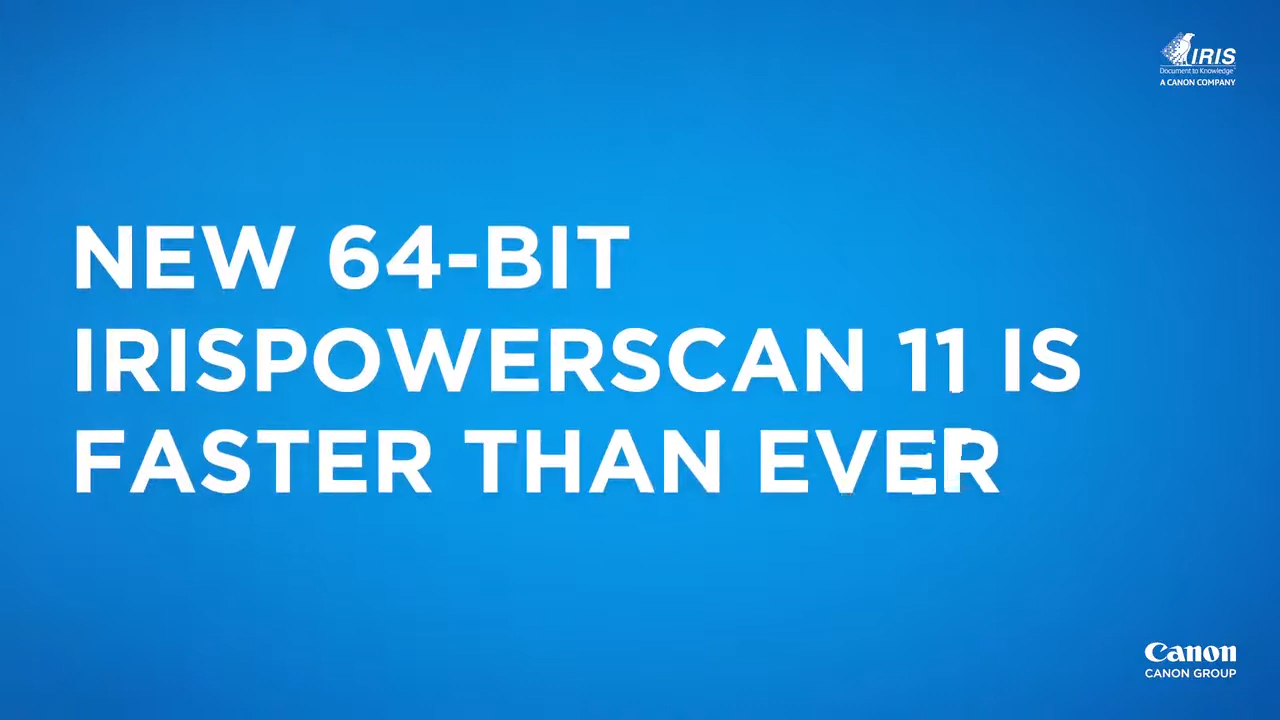 IRIS
Document to Knowledge
A CANON COMPANY
NEW 64-BIT
IRISPOWERSCAN 11 IS
FASTER THAN EVER
Canon
CANON GROUP